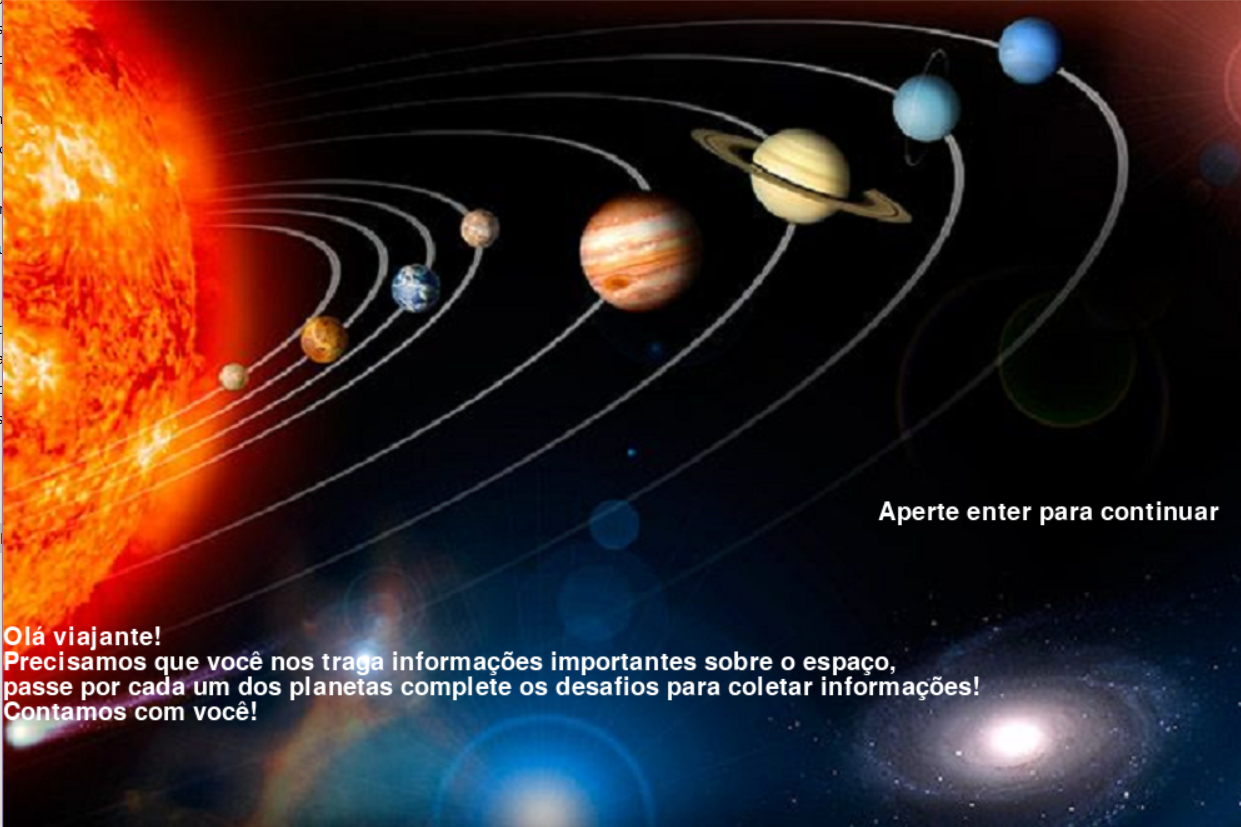 Aperte enter para continuar
Olá viajante!
Precisamos que você nos traga informações importantes sobre o espaço,
passe por cada um dos planetas complete os desafios para coletar informações!
Contamos com você!